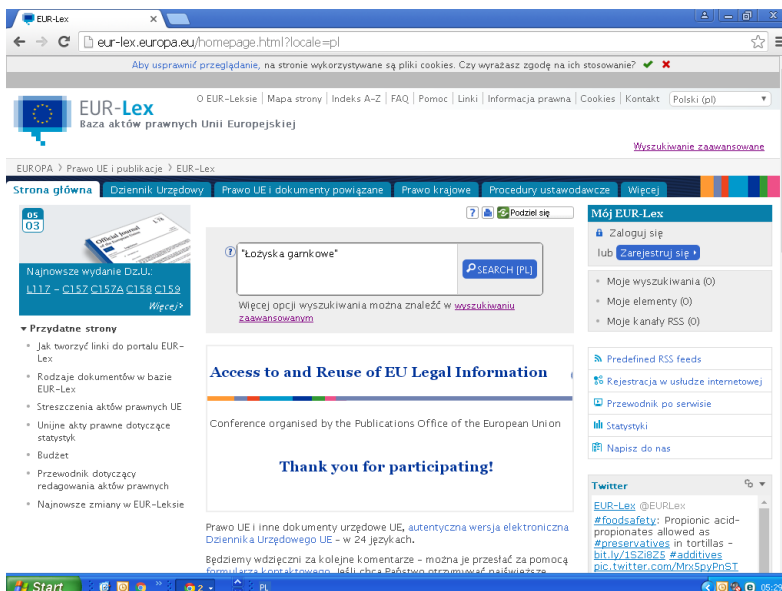 EUR-Lex
eur-lex.europa.eu/homepage.html?locale=pl
Aby usprawnić przeglądanie, na stronie wykorzystywane są pliki cookies. Czy wyrażasz zgodę na ich stosowanie?
O EUR-Leksie | Mapa strony | Indeks A-Z | FAQ | Pomoc | Linki | Informacja prawna | Cookies | Kontakt
Polski (pl)
EUR-Lex
Baza aktów prawnych Unii Europejskiej
Wyszukiwanie zaawansowane
EUROPA > Prawo UE i publikacje > EUR-Lex
Strona główna
Dziennik Urzędowy
Prawo UE i dokumenty powiązane
Prawo krajowe
Procedury ustawodawcze
Więcej
05
03
Official Journal
Najnowsze wydanie Dz.U.:
L117 - C157 C157A C158 C159
Więcej>
Przydatne strony
Jak tworzyć linki do portalu EUR-
Lex
Rodzaje dokumentów w bazie
EUR-Lex
Streszczenia aktów prawnych UE
Unijne akty prawne dotyczące
statystyk
Budżet
Przewodnik dotyczący
redagowania aktów prawnych
Najnowsze zmiany w EUR-Leksie
? Podziel się
"Łożyska garnkowe"
SEARCH [PL]
Więcej opcji wyszukiwania można znaleźć w wyszukiwaniu
zaawansowanym
Access to and Reuse of EU Legal Information
Conference organised by the Publications Office of the European Union
Thank you for participating!
Prawo UE i inne dokumenty urzędowe UE, autentyczna wersja elektroniczna
Dziennika Urzędowego UE – w 24 językach.
Będziemy wdzięczni za kolejne komentarze – można je przesłać za pomocą
formularza kontaktowego. Jeśli chcą Państwo otrzymywać najświeższe
Mój EUR-Lex
Zaloguj się
lub Zarejestruj się
Moje wyszukiwania (0)
Moje elementy (0)
Moje kanały RSS (0)
Predefined RSS feeds
Rejestracja w usłudze internetowej
Przewodnik po serwisie
Statystyki
Napisz do nas
Twitter
EUR-Lex @EURLex
#foodsafety: Propionic acid-
propionates allowed as
#preservatives in tortillas -
bit.ly/1SZi8Z5 #additives
pic.twitter.com/Mrx5pyPnST
Start
2
PL
05:29